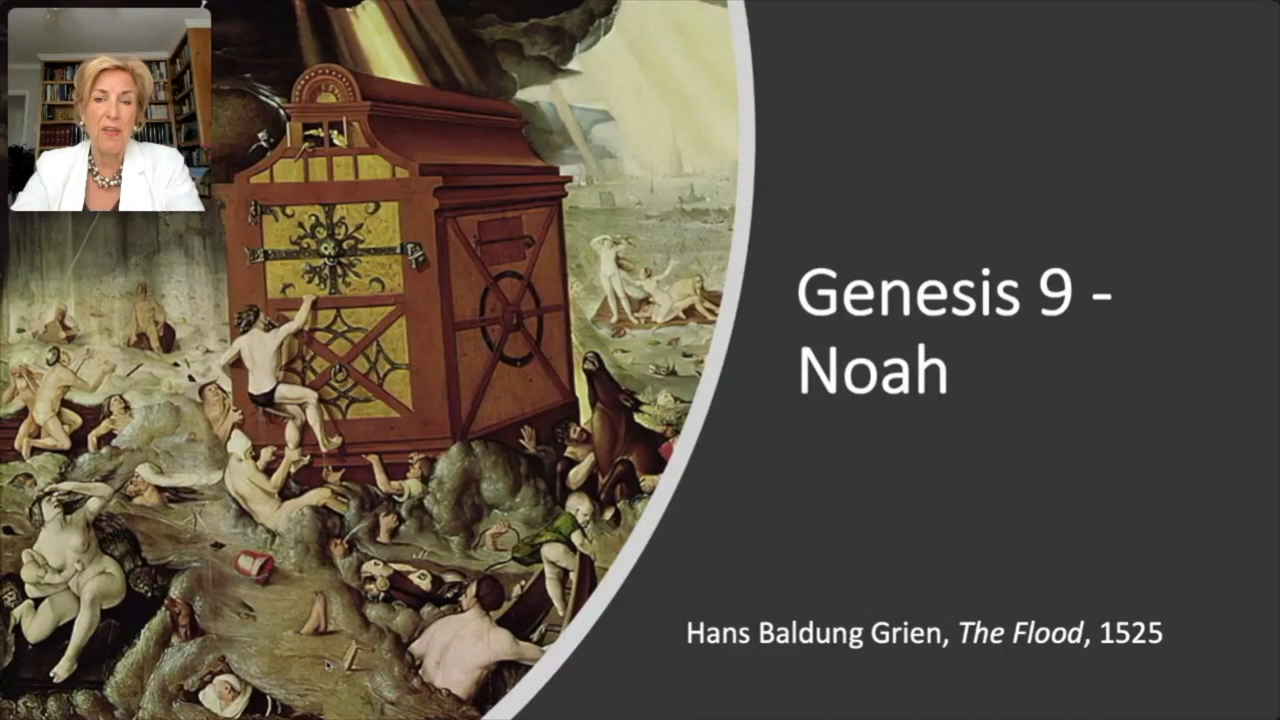 Genesis 9 -
Noah
Hans Baldung Grien, The Flood, 1525